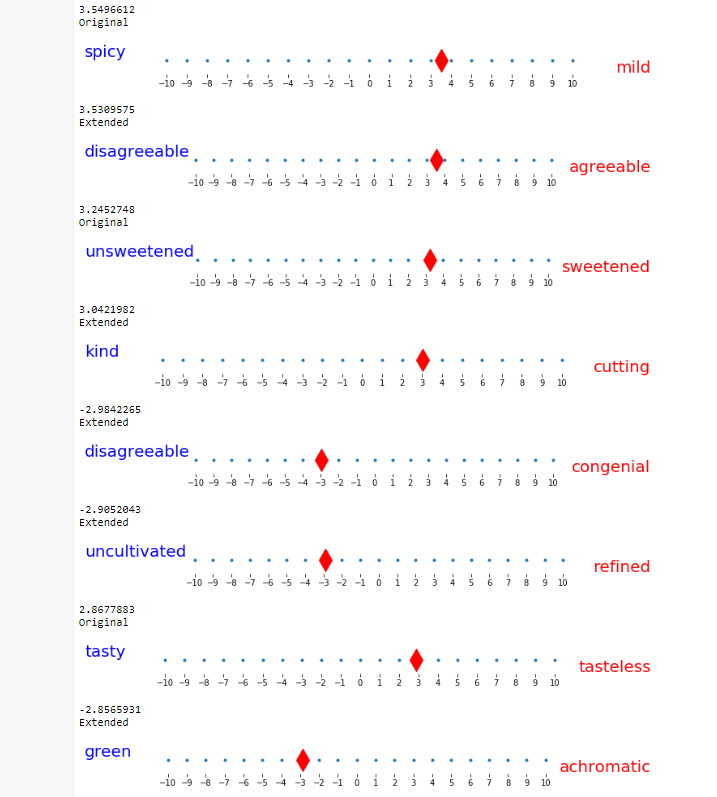 3.5496612
Original
spicy
mild
−10 −9 −8 −7 −6 −5 −4 −3 −2 −1 0 1 2 3 4 5 6 7 8 9 10
3.5309575
Extended
disagreeable
agreeable
−10 −9 −8 −7 −6 −5 −4 −3 −2 −1 0 1 2 3 4 5 6 7 8 9 10
3.2452748
Original
unsweetened
sweetened
−10 −9 −8 −7 −6 −5 −4 −3 −2 −1 0 1 2 3 4 5 6 7 8 9 10
3.0421982
Extended
kind
cutting
−10 −9 −8 −7 −6 −5 −4 −3 −2 −1 0 1 2 3 4 5 6 7 8 9 10
-2.9842265
Extended
disagreeable
congenial
−10 −9 −8 −7 −6 −5 −4 −3 −2 −1 0 1 2 3 4 5 6 7 8 9 10
-2.9052043
Extended
uncultivated
refined
−10 −9 −8 −7 −6 −5 −4 −3 −2 −1 0 1 2 3 4 5 6 7 8 9 10
2.8677883
Original
tasty
tasteless
−10 −9 −8 −7 −6 −5 −4 −3 −2 −1 0 1 2 3 4 5 6 7 8 9 10
-2.8565931
Extended
green
achromatic
−10 −9 −8 −7 −6 −5 −4 −3 −2 −1 0 1 2 3 4 5 6 7 8 9 10